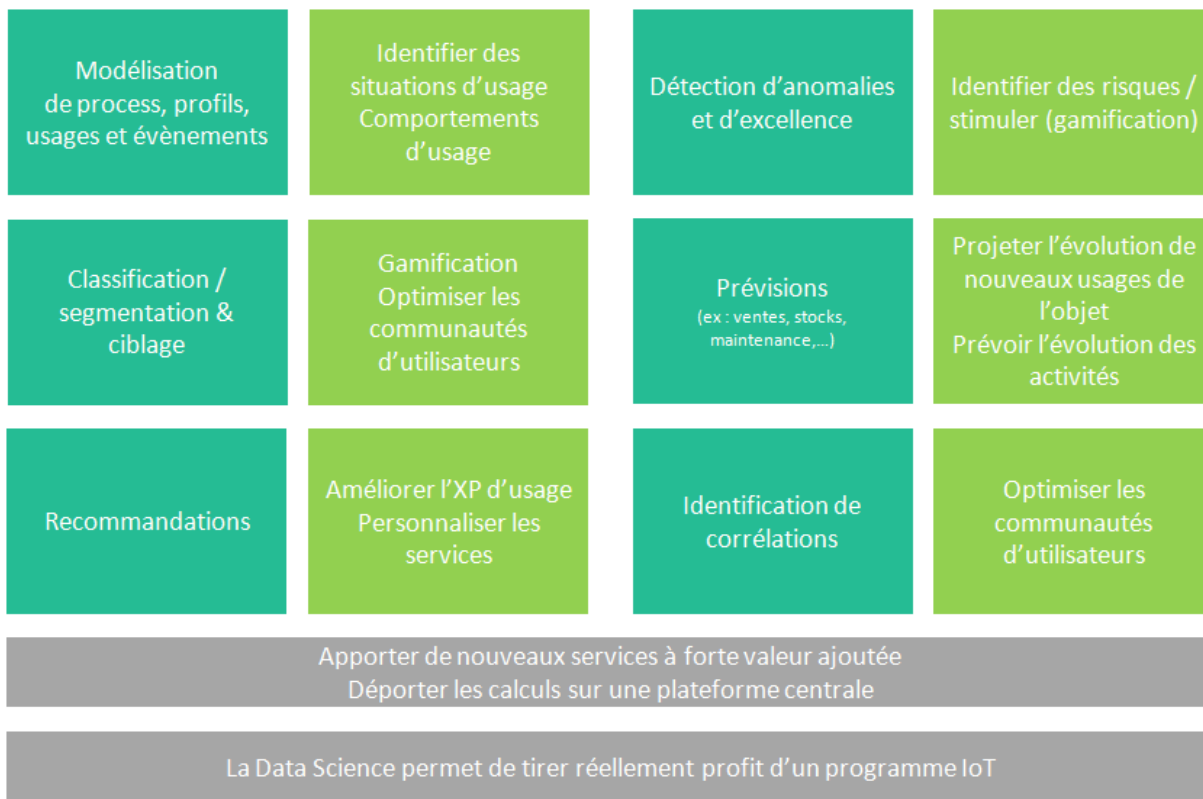 Modélisation
de process, profils,
usages et évènements
Identifier des
situations d'usage
Comportements
d'usage
Détection d'anomalies
et d'excellence
Identifier des risques /
stimuler (gamification)
Classification /
segmentation &
ciblage
Gamification
Optimiser les
communautés
d'utilisateurs
Prévisions
(ex : ventes, stocks,
maintenance,...)
Projeter l'évolution de
nouveaux usages de
l'objet
Prévoir l'évolution des
activités
Recommandations
Améliorer l'XP d'usage
Personnaliser les
services
Identification de
corrélations
Optimiser les
communautés
d'utilisateurs
Apporter de nouveaux services à forte valeur ajoutée
Déporter les calculs sur une plateforme centrale
La Data Science permet de tirer réellement profit d'un programme IoT